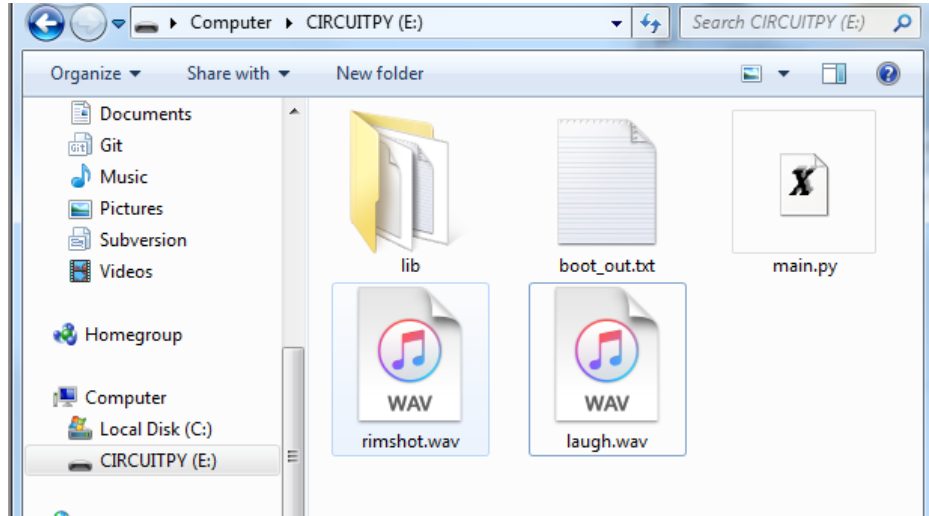 Computer CIRCUITPY (E:) Search CIRCUITPY (E:)
Organize Share with New folder
Documents
Git
Music
Pictures
Subversion
Videos
Homegroup
Computer
Local Disk (C:)
CIRCUITPY (E:)
lib boot_out.txt main.py
WAV WAV
rimshot.wav laugh.wav